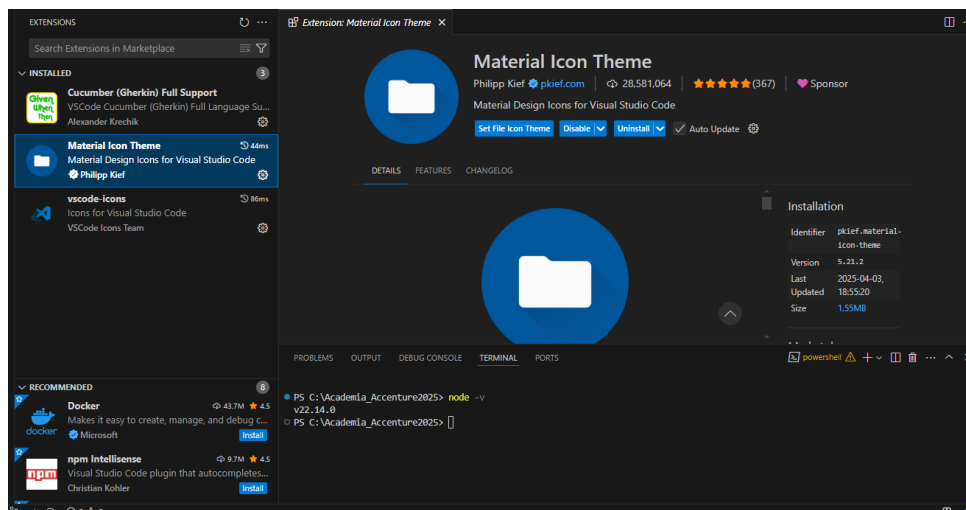 EXTENSIONS
Search Extensions in Marketplace
INSTALLED
3
Given
When
Then
Cucumber (Gherkin) Full Support
VSCode Cucumber (Gherkin) Full Language Su...
Alexander Krechik
Material Icon Theme
44ms
Material Design Icons for Visual Studio Code
Philipp Kief
vscode-icons
86ms
Icons for Visual Studio Code
VSCode Icons Team
RECOMMENDED
8
docker
Docker
43.7M ★ 4.5
Makes it easy to create, manage, and debug c...
Microsoft
Install
npm
npm Intellisense
9.7M ★ 4.5
Visual Studio Code plugin that autocompletes...
Christian Kohler
Install
Extension: Material Icon Theme
Material Icon Theme
Philipp Kief pkief.com | 28,581,064 | ★★★★★(367) | Sponsor
Material Design Icons for Visual Studio Code
Set File Icon Theme Disable Uninstall Auto Update
DETAILS FEATURES CHANGELOG
Installation
Identifier pkief.material-
icon-theme
Version 5.21.2
Last 2025-04-03,
Updated 18:55:20
Size 1.55MB
PROBLEMS OUTPUT DEBUG CONSOLE TERMINAL PORTS
powershell
PS C:\Academia_Accenture2025> node -v
v22.14.0
PS C:\Academia_Accenture2025>